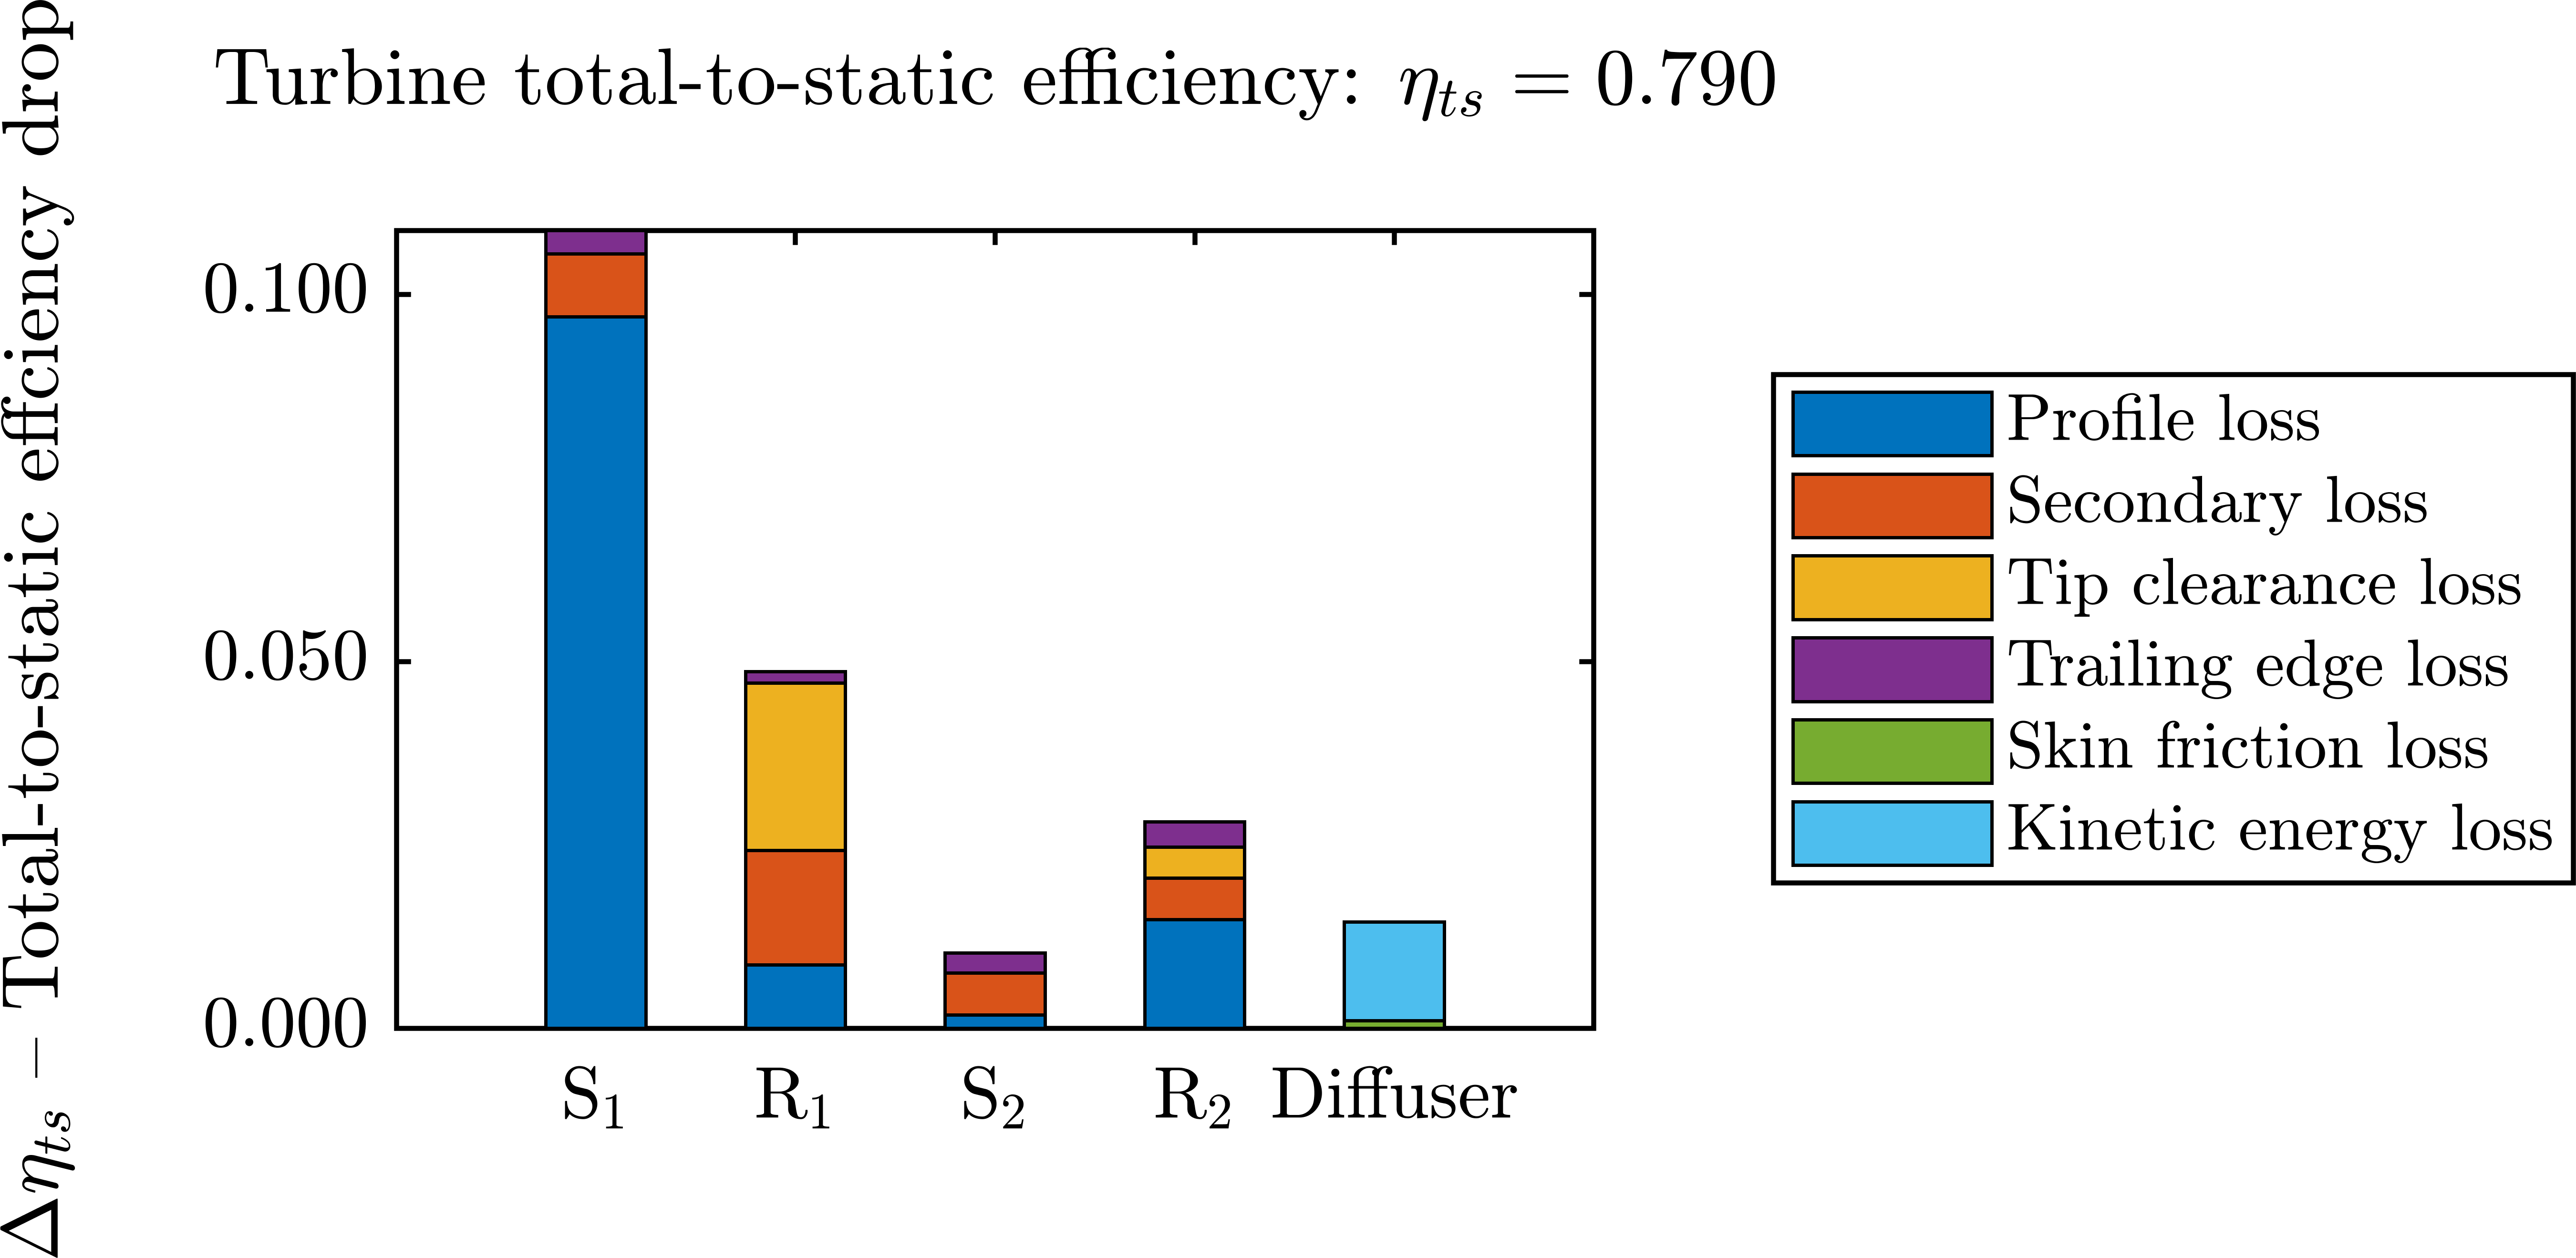 Turbine total-to-static efficiency: ηts = 0.790
Δηts − Total-to-static effciency drop
0.100
0.050
0.000
S1 R1 S2 R2 Diffuser
Profile loss
Secondary loss
Tip clearance loss
Trailing edge loss
Skin friction loss
Kinetic energy loss